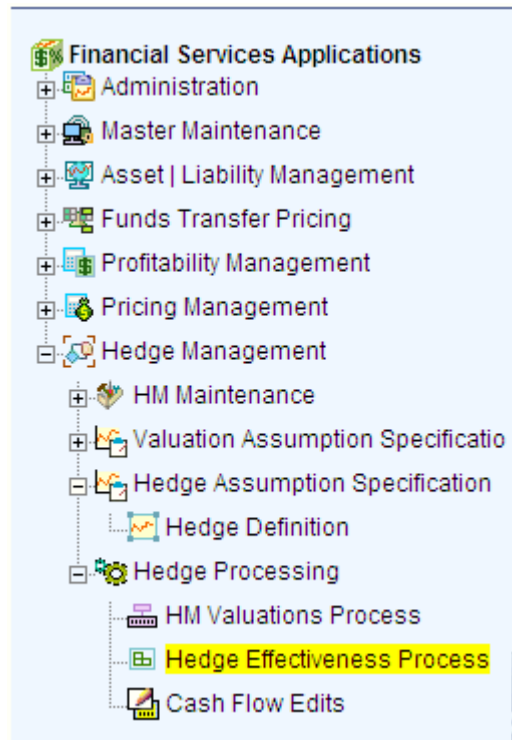 Financial Services Applications
Administration
Master Maintenance
Asset | Liability Management
Funds Transfer Pricing
Profitability Management
Pricing Management
Hedge Management
HM Maintenance
Valuation Assumption Specificatio
Hedge Assumption Specification
Hedge Definition
Hedge Processing
HM Valuations Process
Hedge Effectiveness Process
Cash Flow Edits